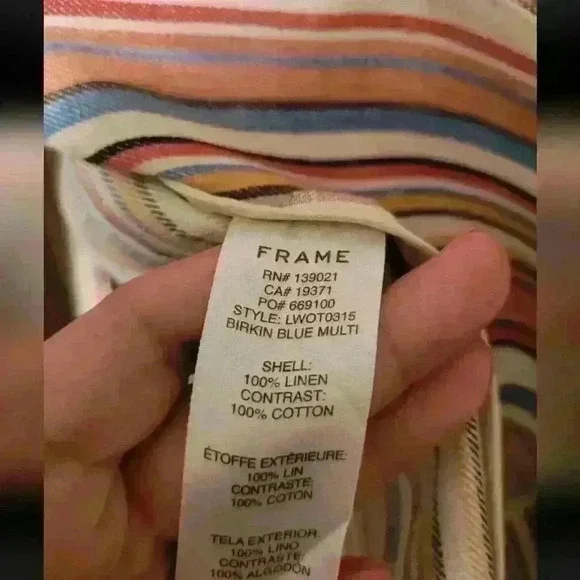 FRAME
RN# 139021
CA# 19371
PO# 669100
STYLE: LWOT0315
BIRKIN BLUE MULTI
SHELL:
100% LINEN
CONTRAST:
100% COTTON
ÉTOFFE EXTÉRIEURE:
100% LIN
CONTRASTE:
100% COTON
TELA EXTERIOR:
100% LINO
CONTRASTE:
100% ALGODÓN